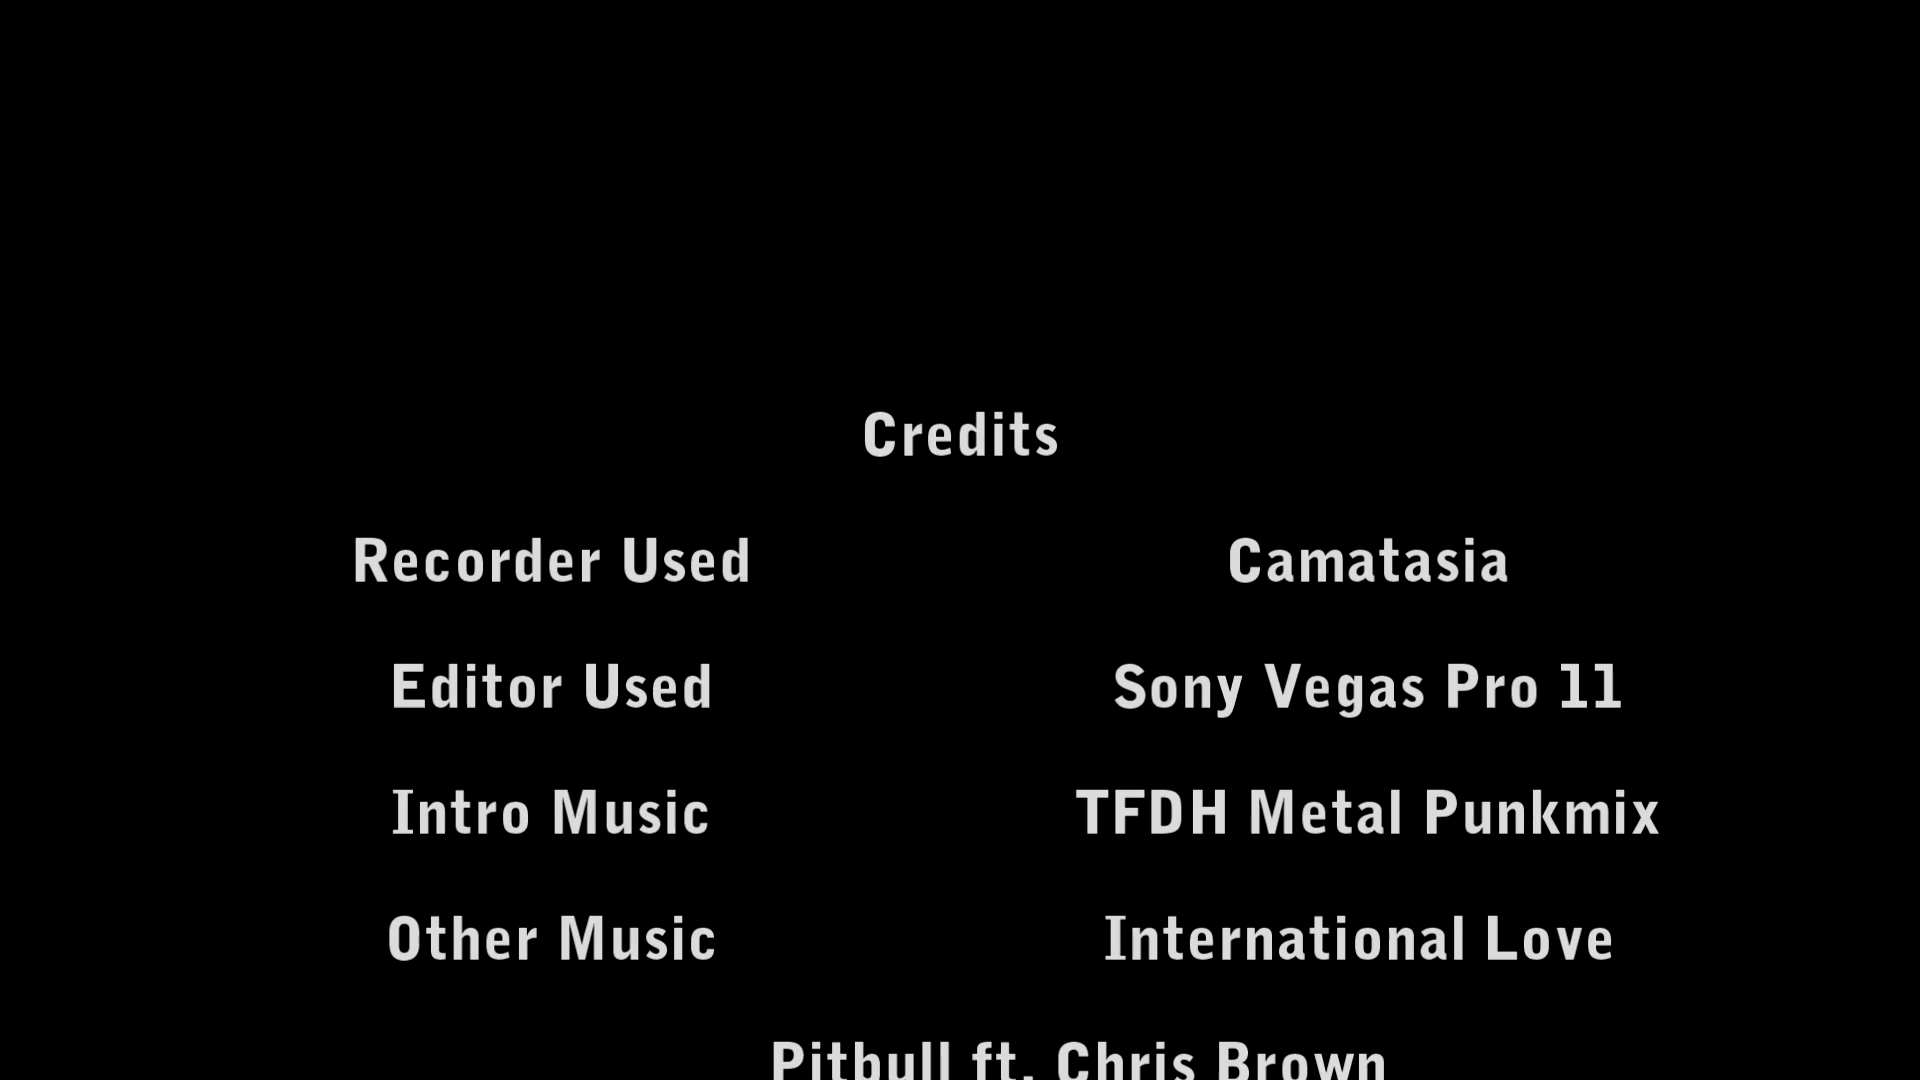 Credits
Recorder Used Camatasia
Editor Used Sony Vegas Pro 11
Intro Music TFDH Metal Punkmix
Other Music International Love
Pitbull ft. Chris Brown